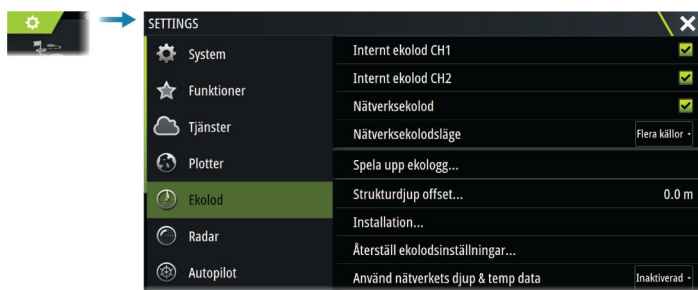 SETTINGS
System
Funktioner
Tjänster
Plotter
Ekolod
Radar
Autopilot
Internt ekolod CH1
Internt ekolod CH2
Nätverksekolod
Nätverksekolodsläge Flera källor
Spela upp ekologg...
Strukturdjup offset... 0.0 m
Installation...
Återställ ekolodsinställningar...
Använd nätverkets djup & temp data Inaktiverad